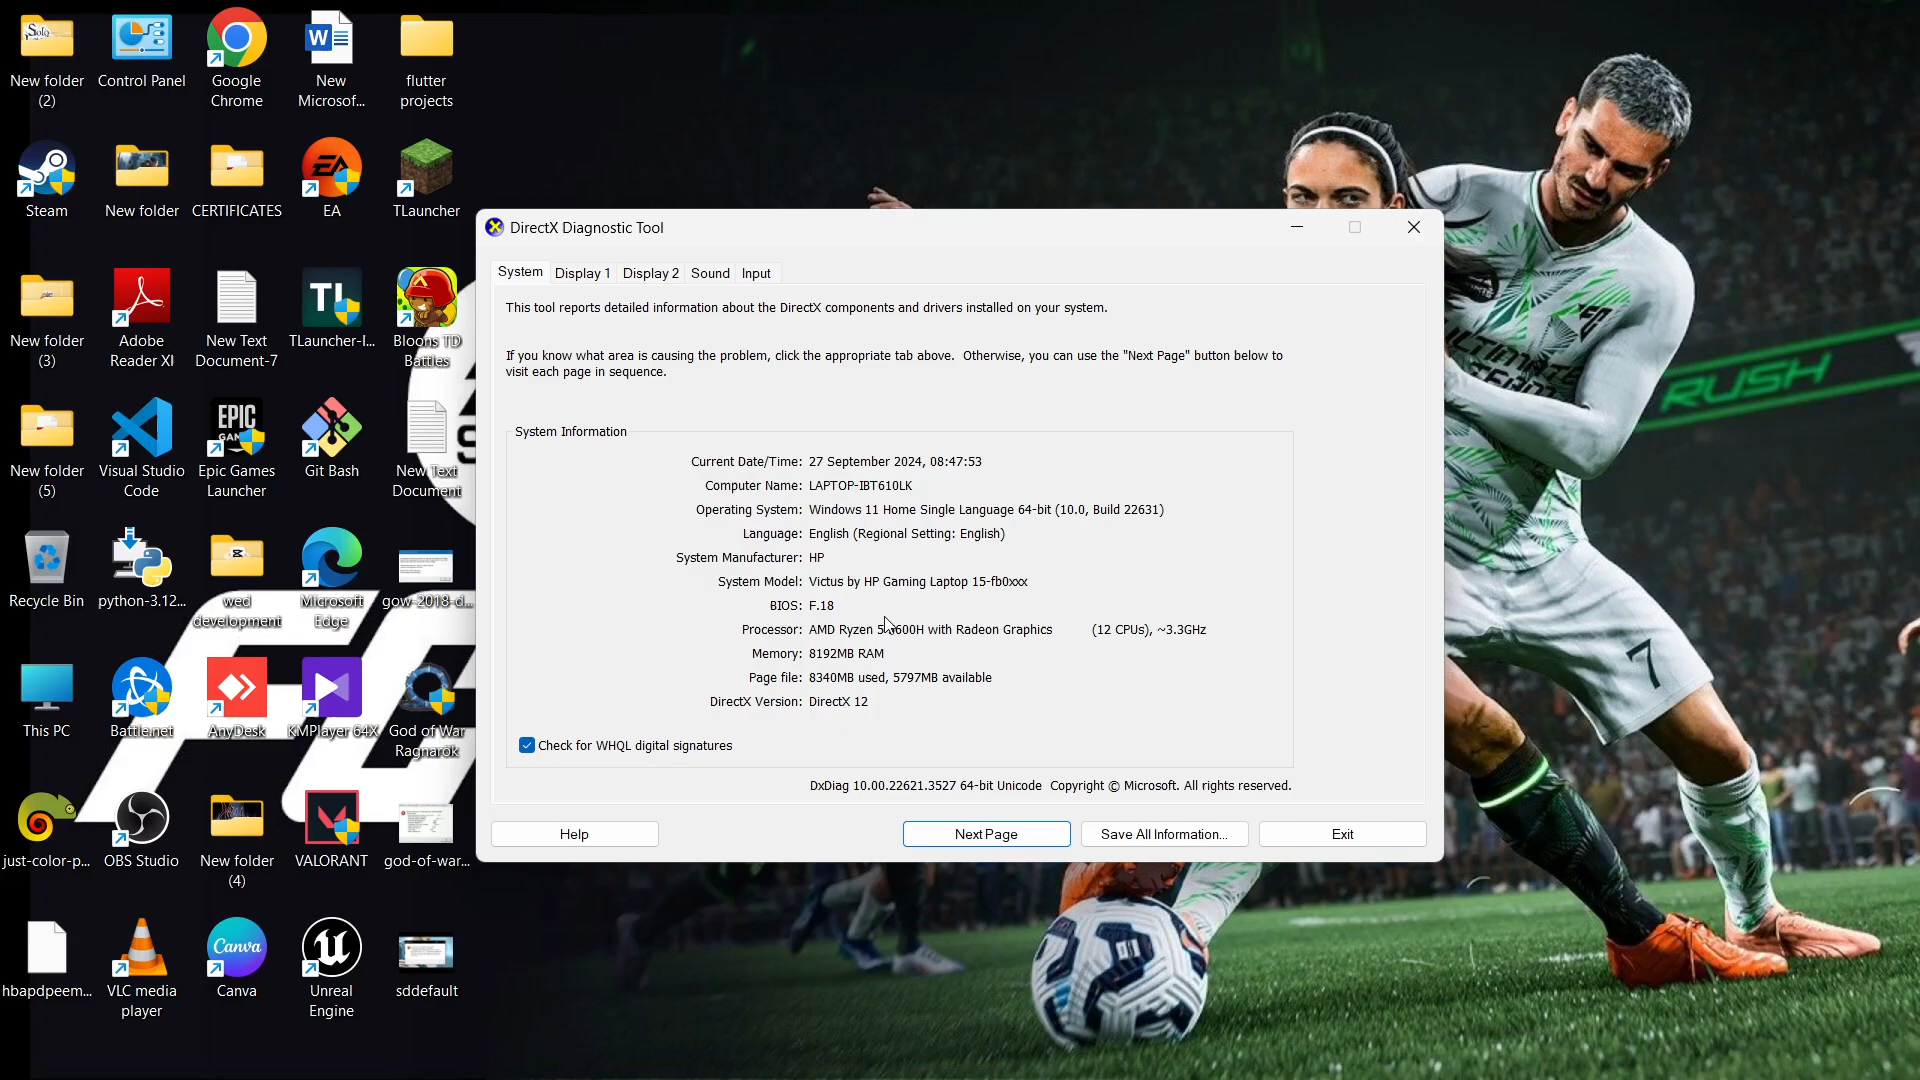 New folder
(2)
Control Panel
Google
Chrome
New
Microsof...
flutter
projects
Steam
New folder
CERTIFICATES
EA
TLauncher
New folder
(3)
Adobe
Reader XI
New Text
Document-7
TLauncher-I...
Bloons TD
Battles
New folder
(5)
Visual Studio
Code
Epic Games
Launcher
Git Bash
New Text
Document
Recycle Bin
python-3.12...
wed
development
Microsoft
Edge
gow-2018-d...
This PC
Battle.net
AnyDesk
KMPlayer 64X
God of War
Ragnarök
just-color-p...
OBS Studio
New folder
(4)
VALORANT
god-of-war...
hbapdpeem...
VLC media
player
Canva
Unreal
Engine
sddefault
DirectX Diagnostic Tool
System
Display 1
Display 2
Sound
Input
This tool reports detailed information about the DirectX components and drivers installed on your system.
If you know what area is causing the problem, click the appropriate tab above.  Otherwise, you can use the "Next Page" button below to
visit each page in sequence.
System Information
Current Date/Time: 27 September 2024, 08:47:53
Computer Name: LAPTOP-IBT610LK
Operating System: Windows 11 Home Single Language 64-bit (10.0, Build 22631)
Language: English (Regional Setting: English)
System Manufacturer: HP
System Model: Victus by HP Gaming Laptop 15-fb0xxx
BIOS: F.18
Processor: AMD Ryzen 5 5600H with Radeon Graphics (12 CPUs), ~3.3GHz
Memory: 8192MB RAM
Page file: 8340MB used, 5797MB available
DirectX Version: DirectX 12
Check for WHQL digital signatures
DxDiag 10.00.22621.3527 64-bit Unicode  Copyright © Microsoft. All rights reserved.
Help
Next Page
Save All Information...
Exit
RUSH
7
EPIC
Canva